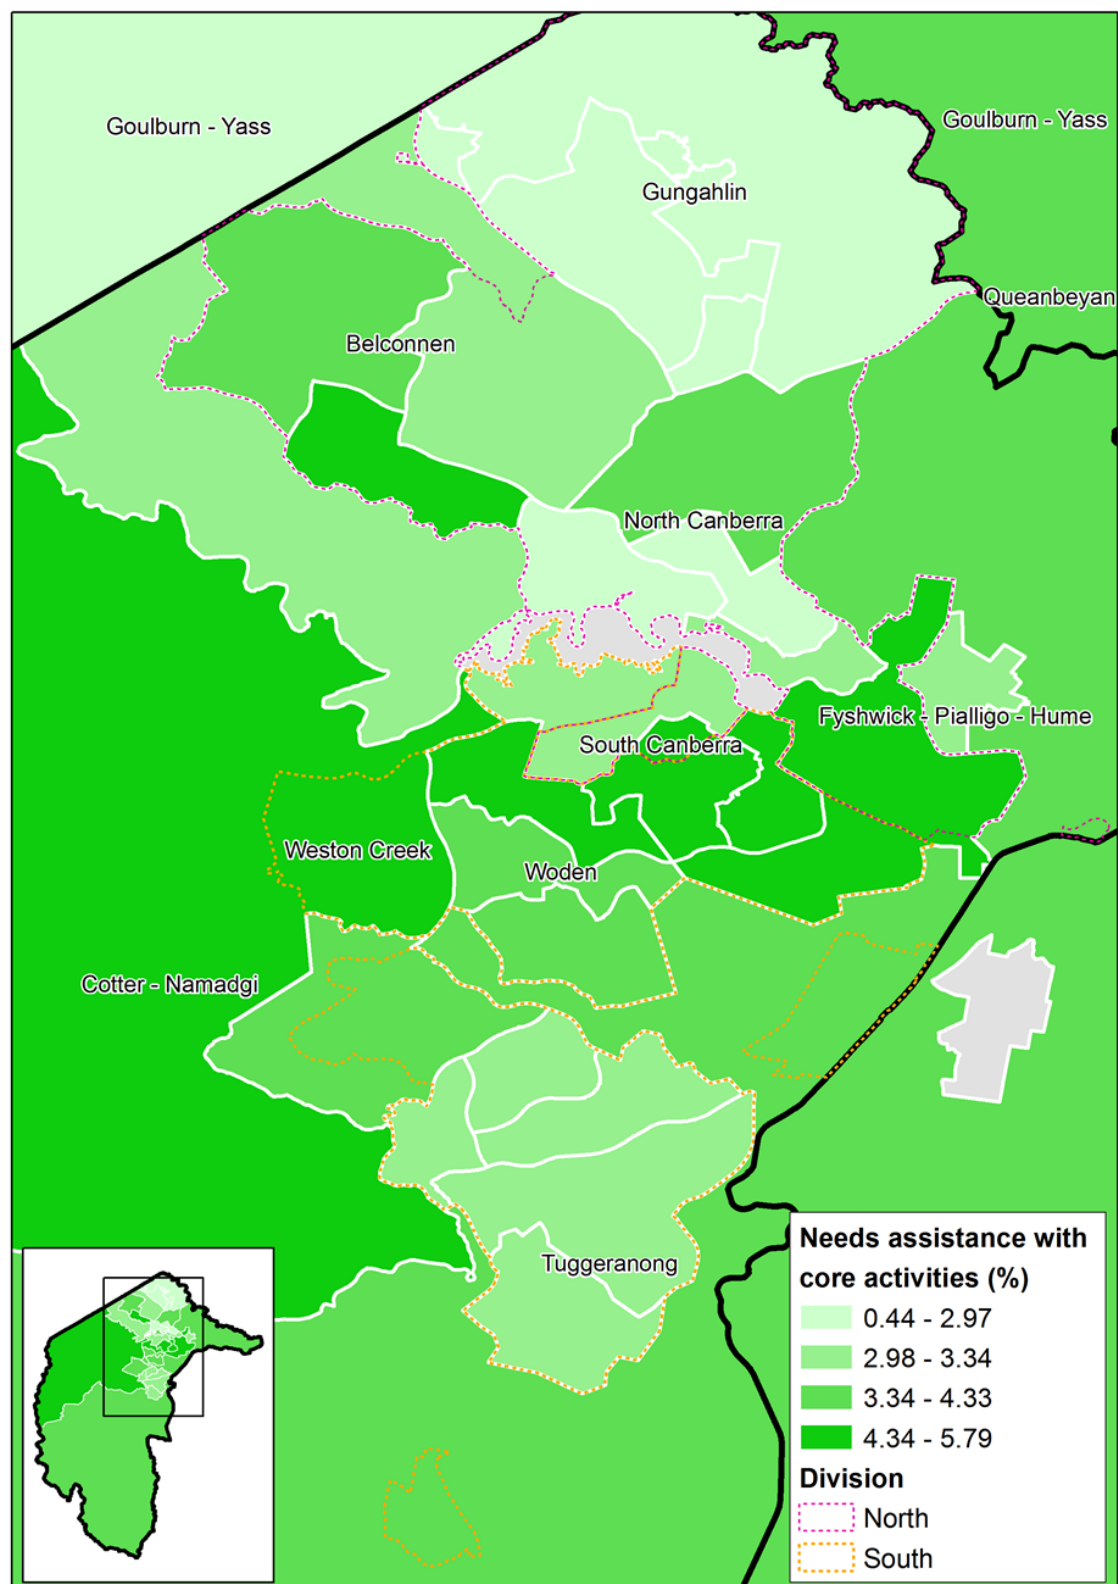 Goulburn - Yass
Goulburn - Yass
Gungahlin
Queanbeyan
Belconnen
North Canberra
Fyshwick - Pialligo - Hume
South Canberra
Weston Creek
Woden
Cotter - Namadgi
Tuggeranong
Needs assistance with
core activities (%)
0.44 - 2.97
2.98 - 3.34
3.34 - 4.33
4.34 - 5.79
Division
North
South